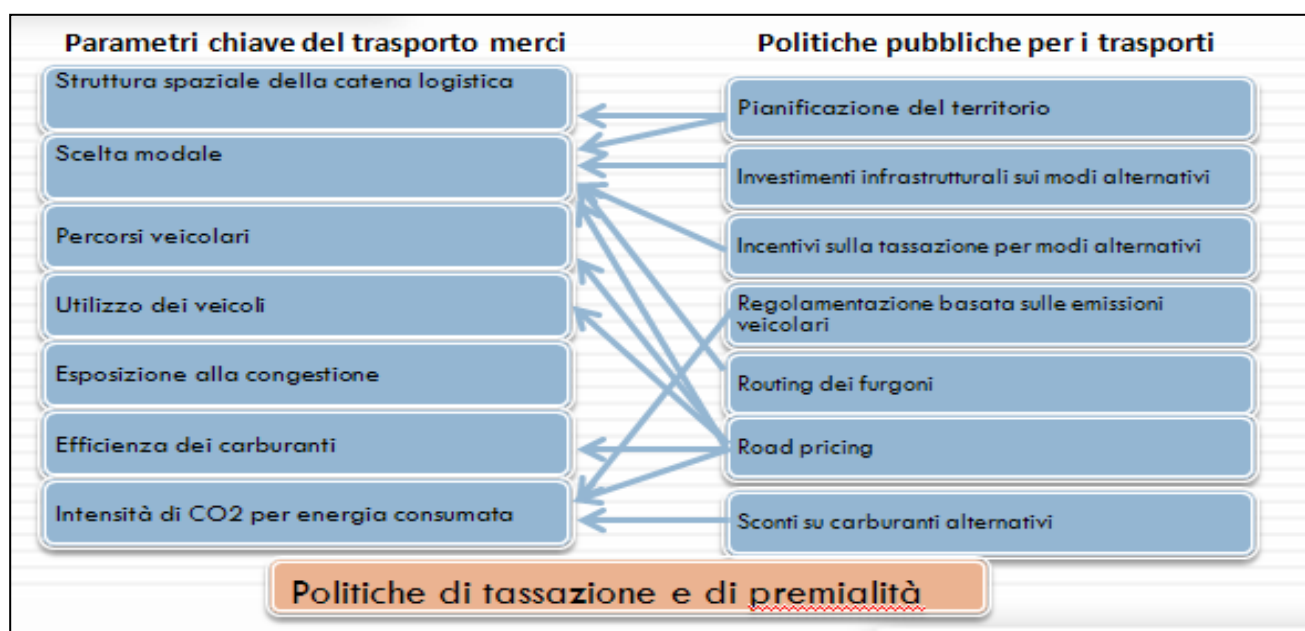 Parametri chiave del trasporto merci
Struttura spaziale della catena logistica
Scelta modale
Percorsi veicolari
Utilizzo dei veicoli
Esposizione alla congestione
Efficienza dei carburanti
Intensità di CO2 per energia consumata
Politiche pubbliche per i trasporti
Pianificazione del territorio
Investimenti infrastrutturali sui modi alternativi
Incentivi sulla tassazione per modi alternativi
Regolamentazione basata sulle emissioni
veicolari
Routing dei furgoni
Road pricing
Sconti su carburanti alternativi
Politiche di tassazione e di premialità